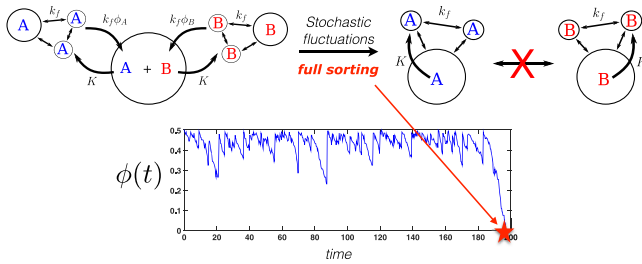 A
k_f
A
A
k_f ϕ_A
K
A + B
k_f ϕ_B
B
B
k_f
B
K
Stochastic
fluctuations
full sorting
A
k_f
A
K
A
X
B
k_f
B
K
B
ϕ(t)
0.5
0.4
0.3
0.2
0.1
0
0 20 40 60 80 100 120 140 160 180 200
time